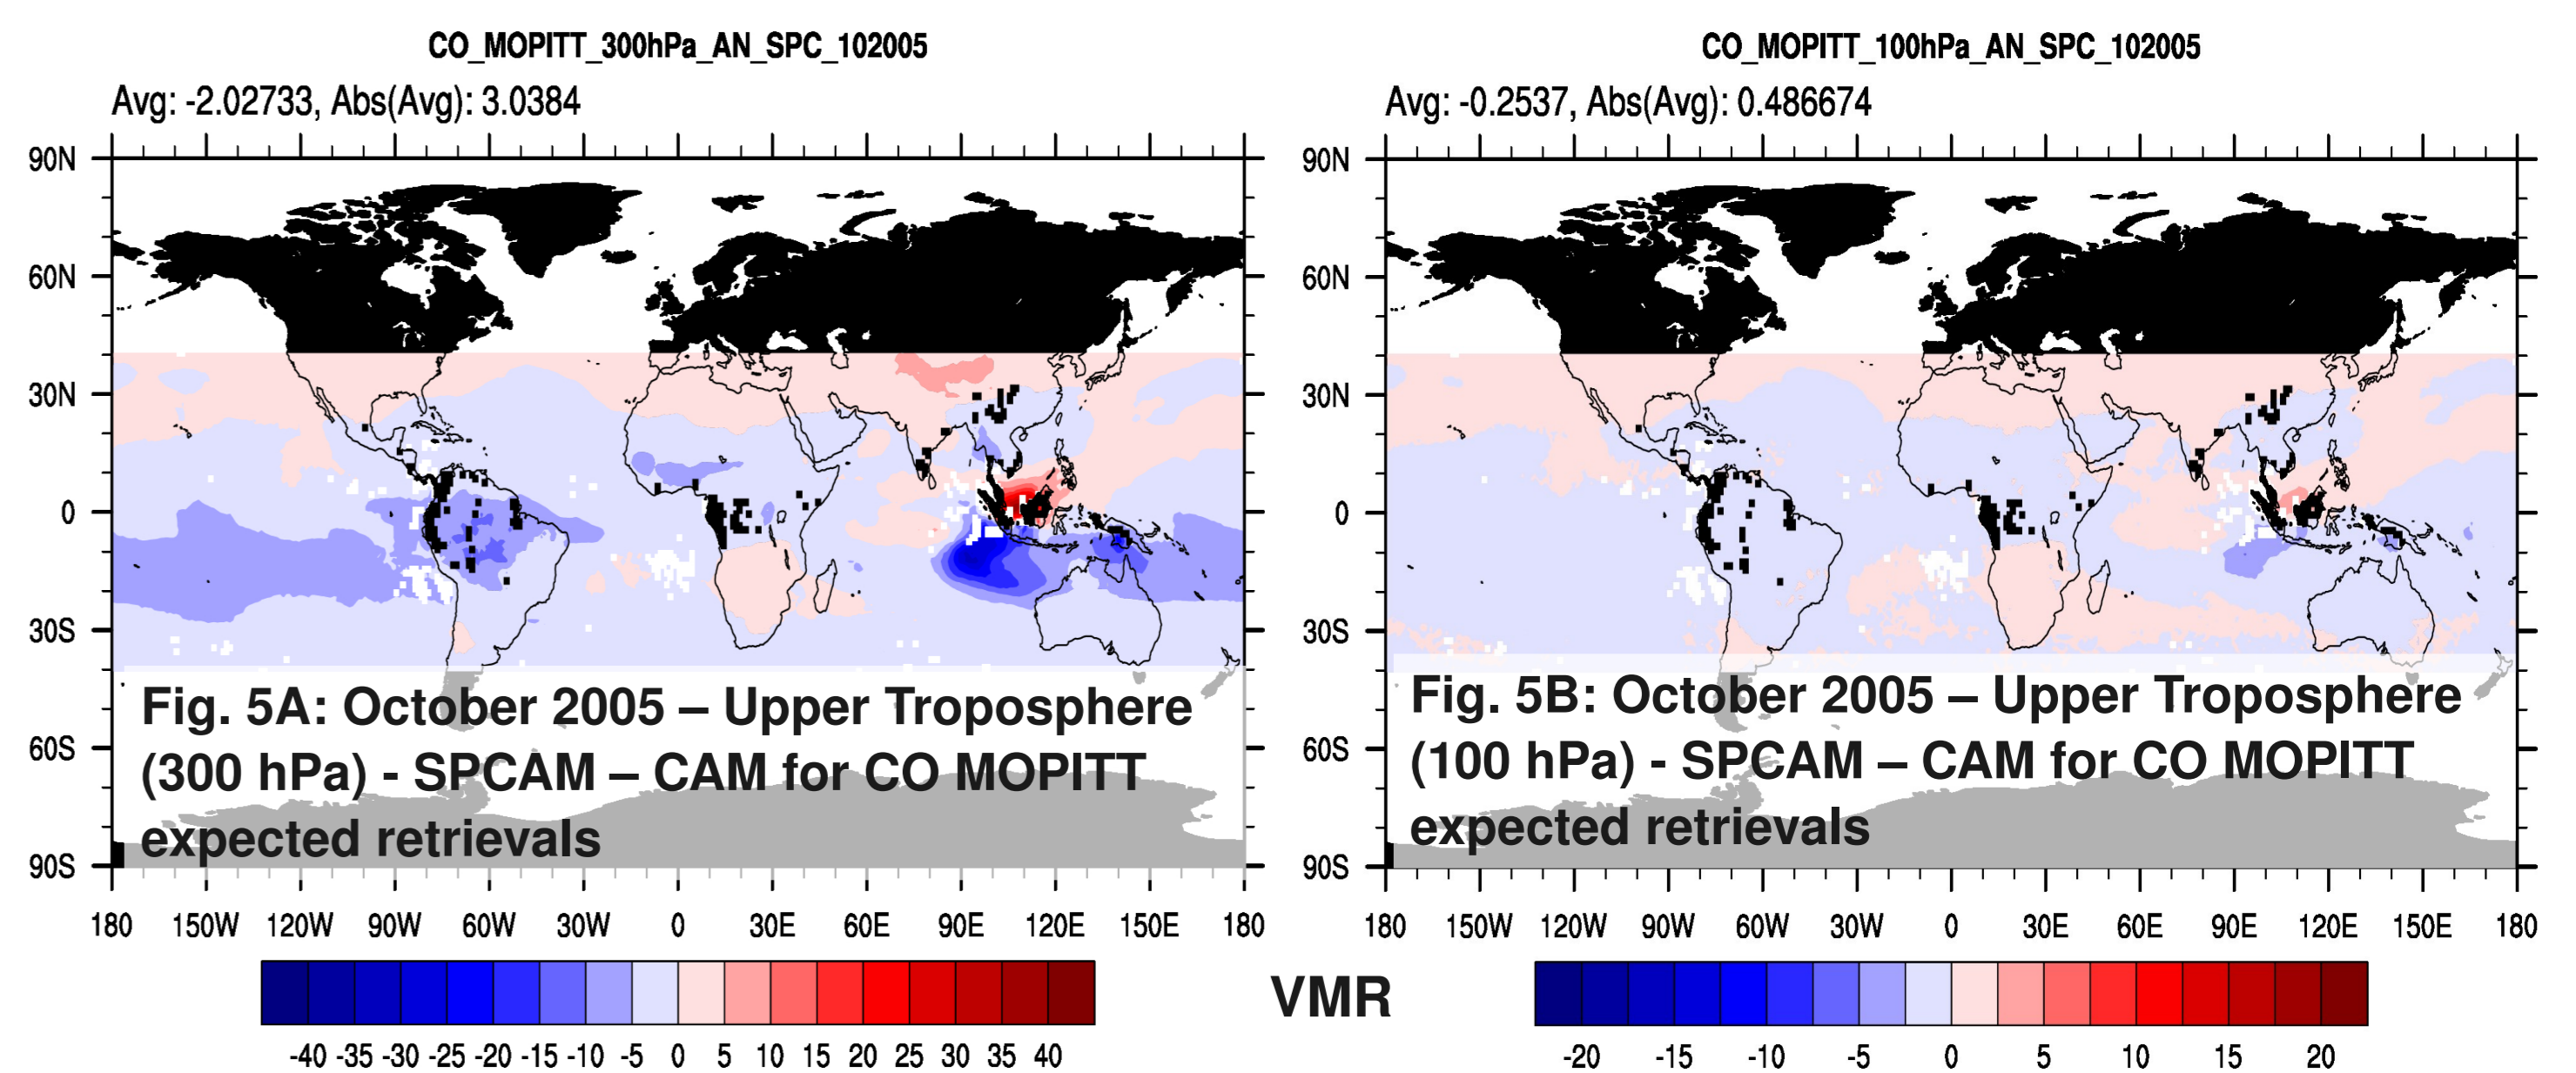 CO_MOPITT_300hPa_AN_SPC_102005
Avg: -2.02733, Abs(Avg): 3.0384
90N
60N
30N
0
30S
60S
90S
Fig. 5A: October 2005 – Upper Troposphere
(300 hPa) - SPCAM – CAM for CO MOPITT
expected retrievals
180 150W 120W 90W 60W 30W 0 30E 60E 90E 120E 150E 180
-40 -35 -30 -25 -20 -15 -10 -5 0 5 10 15 20 25 30 35 40
VMR
CO_MOPITT_100hPa_AN_SPC_102005
Avg: -0.2537, Abs(Avg): 0.486674
90N
60N
30N
0
30S
60S
90S
Fig. 5B: October 2005 – Upper Troposphere
(100 hPa) - SPCAM – CAM for CO MOPITT
expected retrievals
180 150W 120W 90W 60W 30W 0 30E 60E 90E 120E 150E 180
-20 -15 -10 -5 0 5 10 15 20